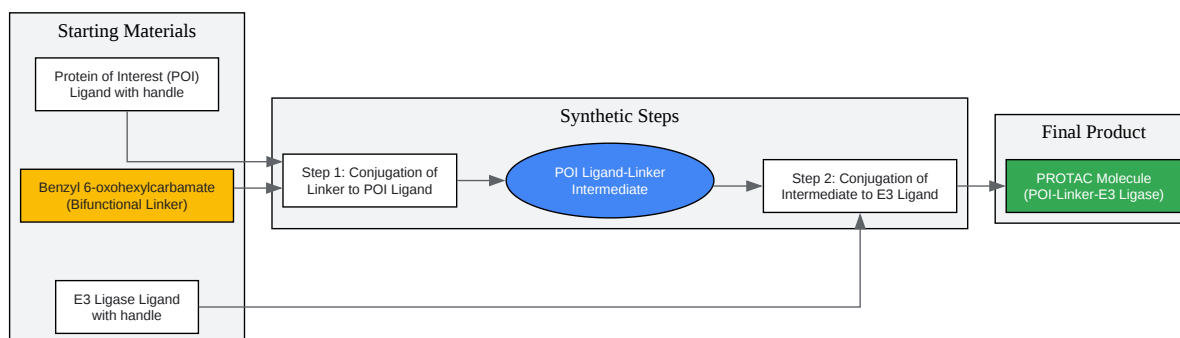 Starting Materials
Protein of Interest (POI)
Ligand with handle
Benzyl 6-oxohexylcarbamate
(Bifunctional Linker)
E3 Ligase Ligand
with handle
Synthetic Steps
Step 1: Conjugation of
Linker to POI Ligand
POI Ligand-Linker
Intermediate
Step 2: Conjugation of
Intermediate to E3 Ligand
Final Product
PROTAC Molecule
(POI-Linker-E3 Ligase)